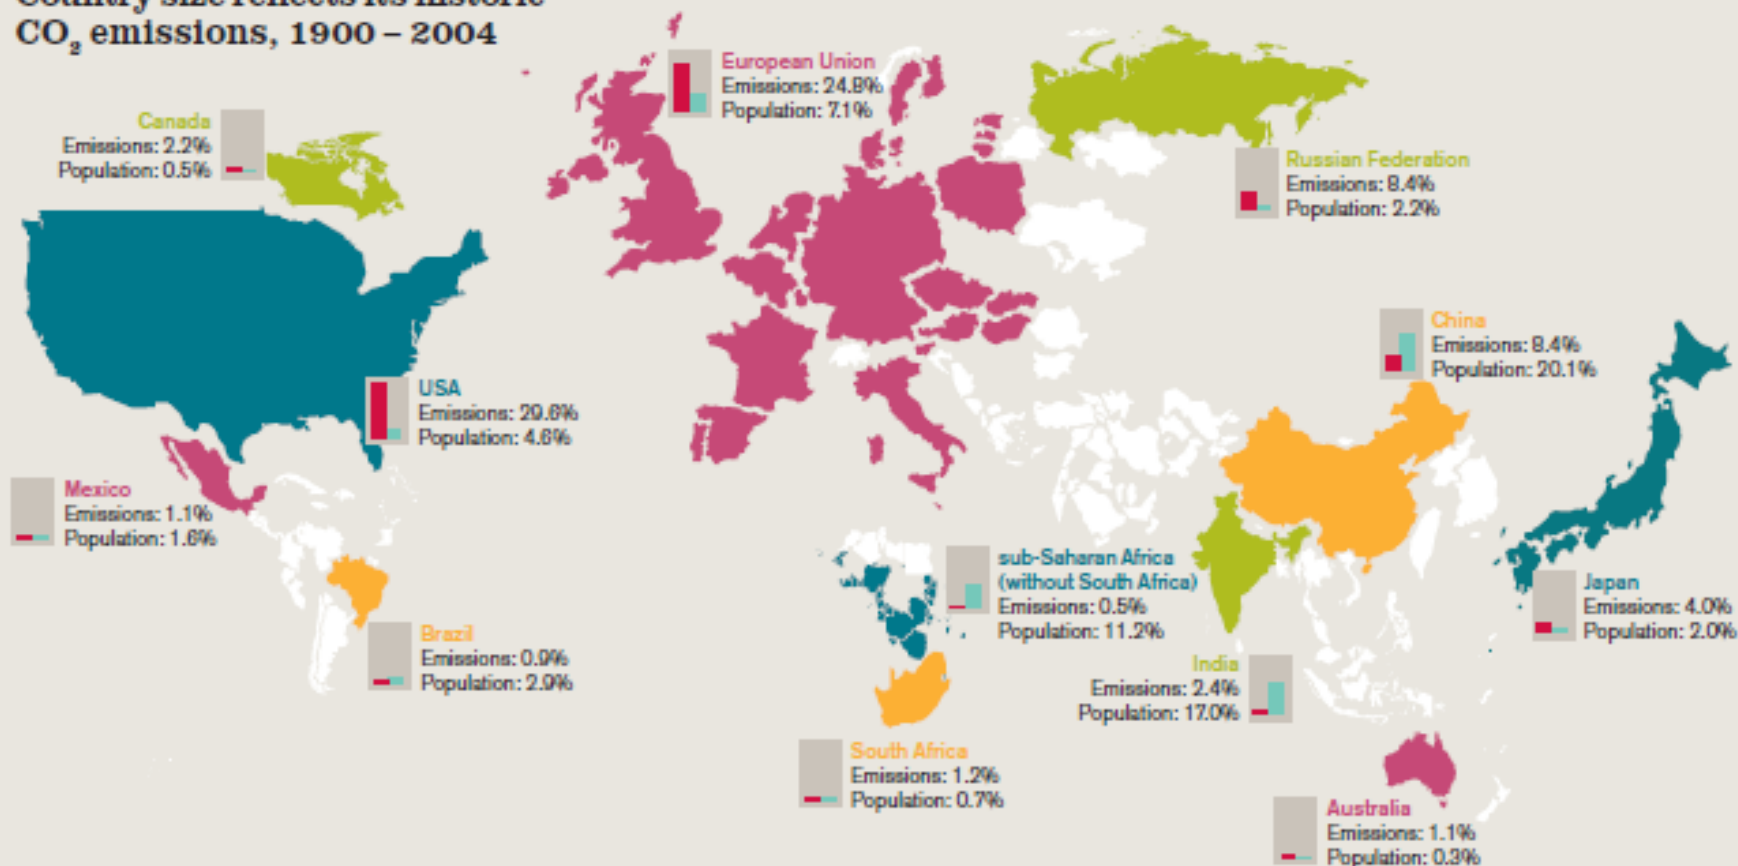 Country size reflects its historic
CO₂ emissions, 1900 – 2004
European Union
Emissions: 24.8%
Population: 7.1%
Canada
Emissions: 2.2%
Population: 0.5%
Russian Federation
Emissions: 8.4%
Population: 2.2%
China
Emissions: 8.4%
Population: 20.1%
USA
Emissions: 29.6%
Population: 4.6%
Mexico
Emissions: 1.1%
Population: 1.6%
sub-Saharan Africa
(without South Africa)
Emissions: 0.5%
Population: 11.2%
Japan
Emissions: 4.0%
Population: 2.0%
Brazil
Emissions: 0.9%
Population: 2.9%
India
Emissions: 2.4%
Population: 17.0%
South Africa
Emissions: 1.2%
Population: 0.7%
Australia
Emissions: 1.1%
Population: 0.3%